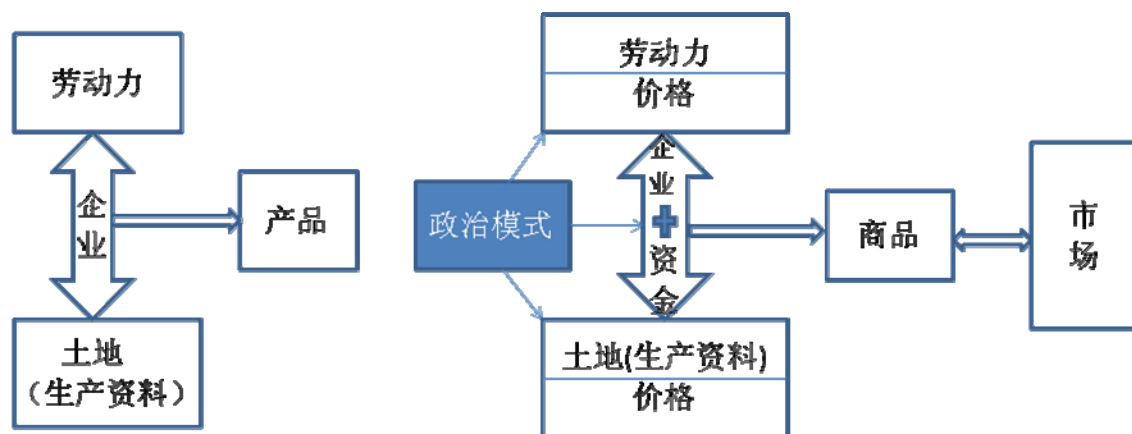 劳动力
企
业
产品
土地
（生产资料）
劳动力
价格
政治模式
企
业
资
金
土地(生产资料)
价格
商品
市
场